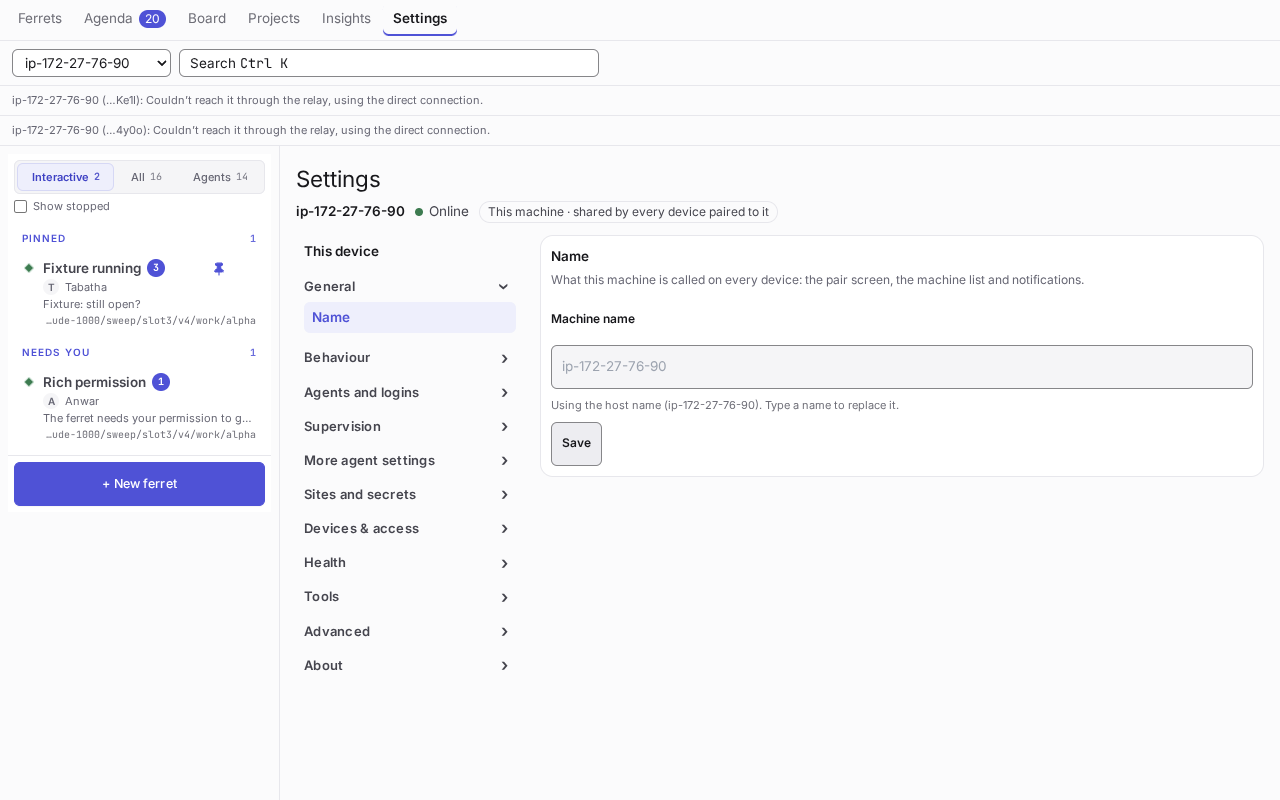 Ferrets Agenda 20 Board Projects Insights Settings
ip-172-27-76-90 Search Ctrl K
ip-172-27-76-90 (…Ke1l): Couldn't reach it through the relay, using the direct connection.
ip-172-27-76-90 (…4y0o): Couldn't reach it through the relay, using the direct connection.
Interactive 2 All 16 Agents 14
Show stopped
PINNED 1
Fixture running 3
T Tabatha
Fixture: still open?
…ude-1000/sweep/slot3/v4/work/alpha
NEEDS YOU 1
Rich permission 1
A Anwar
The ferret needs your permission to g…
…ude-1000/sweep/slot3/v4/work/alpha
+ New ferret
Settings
ip-172-27-76-90 Online This machine · shared by every device paired to it
This device
General
Name
Behaviour
Agents and logins
Supervision
More agent settings
Sites and secrets
Devices & access
Health
Tools
Advanced
About
Name
What this machine is called on every device: the pair screen, the machine list and notifications.
Machine name
ip-172-27-76-90
Using the host name (ip-172-27-76-90). Type a name to replace it.
Save